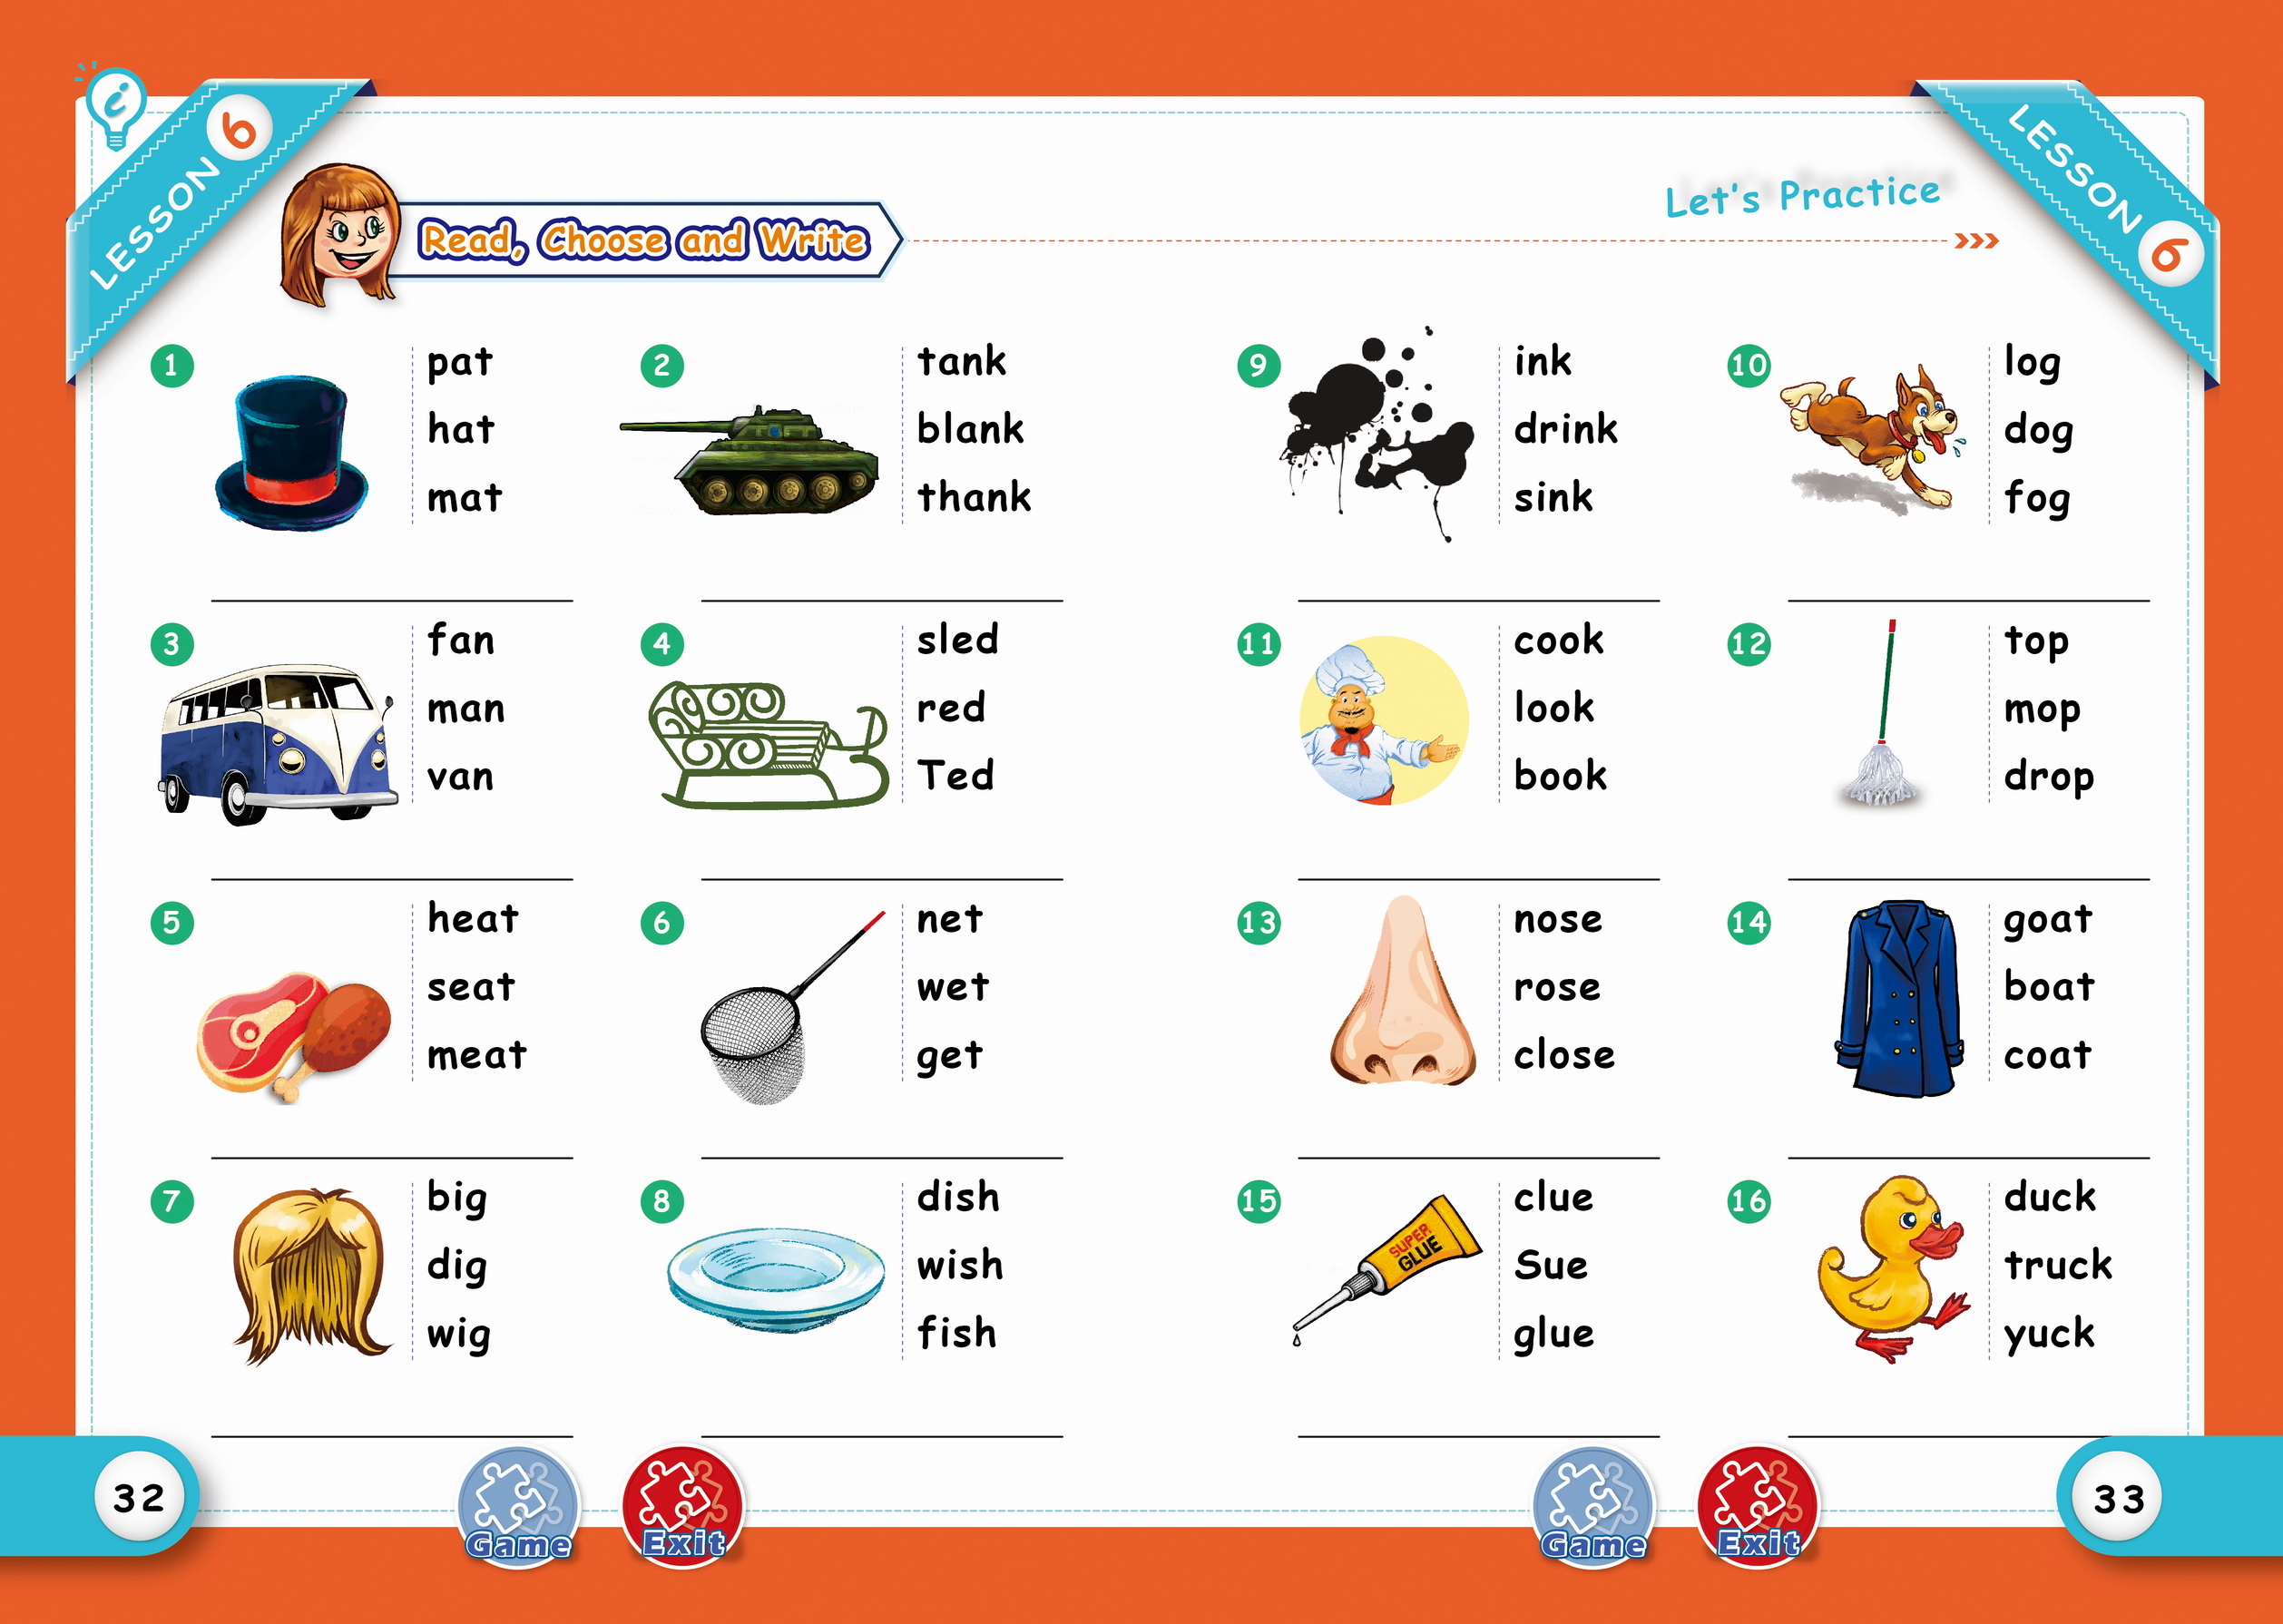 LESSON 6
Read, Choose and Write
1
pat
hat
mat
2
tank
blank
thank
3
fan
man
van
4
sled
red
Ted
5
heat
seat
meat
6
net
wet
get
7
big
dig
wig
8
dish
wish
fish
32
Game
Exit
Let's Practice
LESSON 6
9
ink
drink
sink
10
log
dog
fog
11
cook
look
book
12
top
mop
drop
13
nose
rose
close
14
goat
boat
coat
15
SUPER
GLUE
clue
Sue
glue
16
duck
truck
yuck
Game
Exit
33